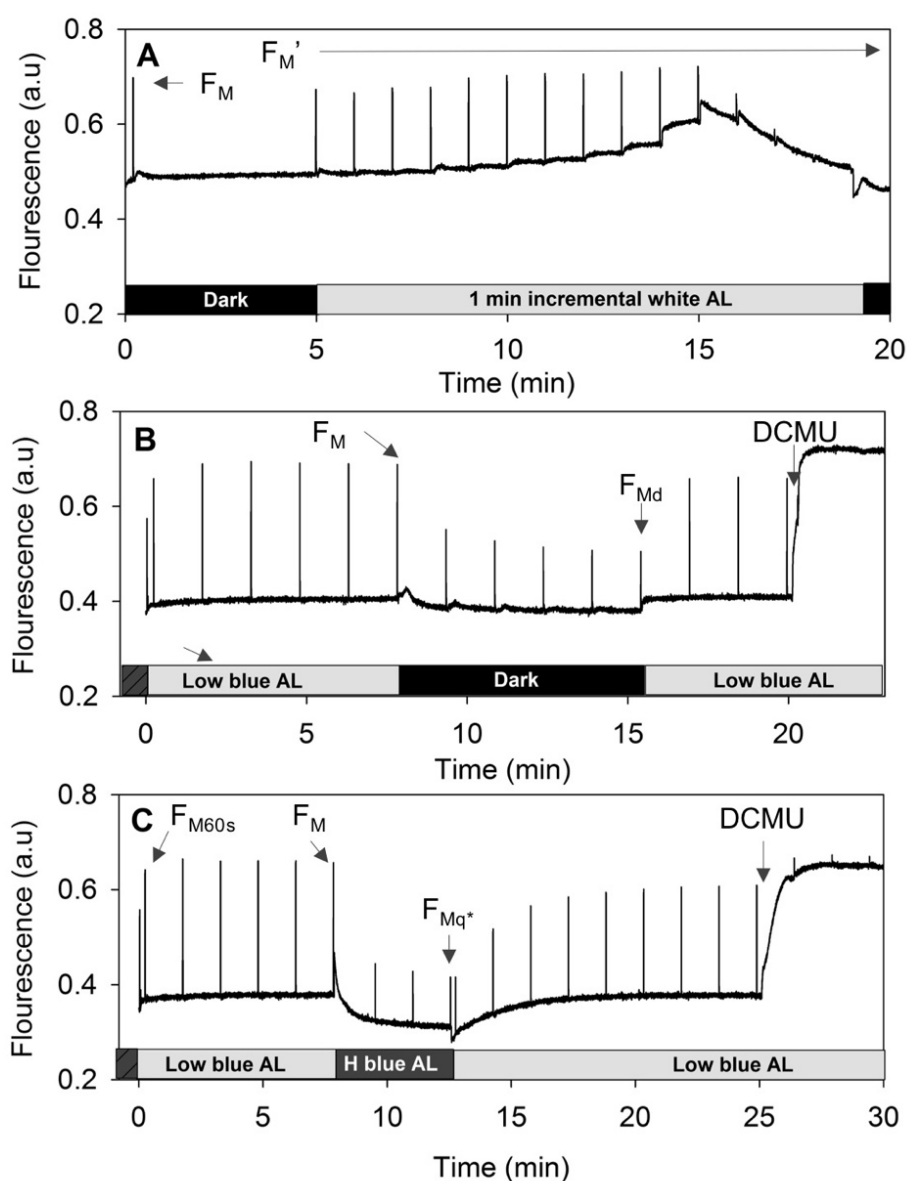 A
F_M
F_M'
Flourescence (a.u)
0.8
0.6
0.4
0.2
Dark
1 min incremental white AL
0 5 10 15 20
Time (min)
B
F_M
F_Md
DCMU
Flourescence (a.u)
0.8
0.6
0.4
0.2
Low blue AL
Dark
Low blue AL
0 5 10 15 20
Time (min)
C
F_M60s
F_M
F_Mq*
DCMU
Flourescence (a.u)
0.8
0.6
0.4
0.2
Low blue AL
H blue AL
Low blue AL
0 5 10 15 20 25 30
Time (min)